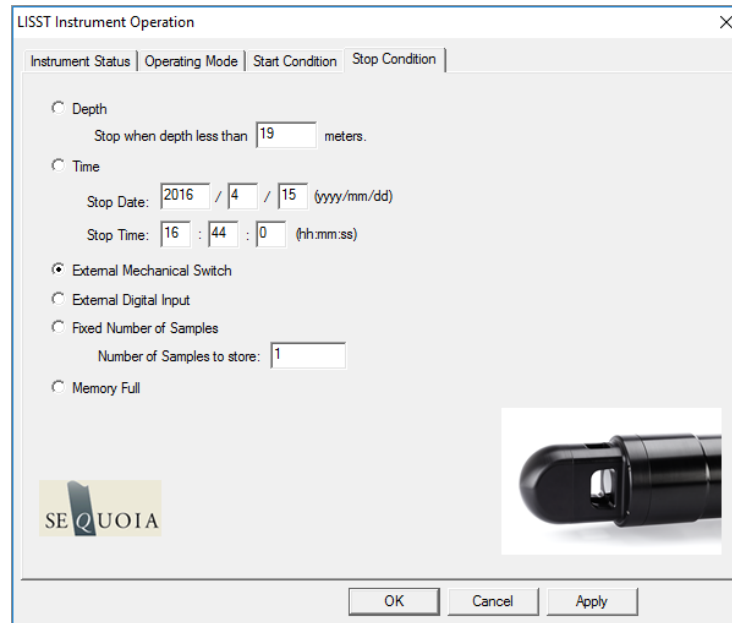 LISST Instrument Operation
Instrument Status Operating Mode Start Condition Stop Condition
Depth
Stop when depth less than 19 meters.
Time
Stop Date: 2016 / 4 / 15 (yyyy/mm/dd)
Stop Time: 16 : 44 : 0 (hh:mm:ss)
External Mechanical Switch
External Digital Input
Fixed Number of Samples
Number of Samples to store: 1
Memory Full
SEQUOIA
OK Cancel Apply